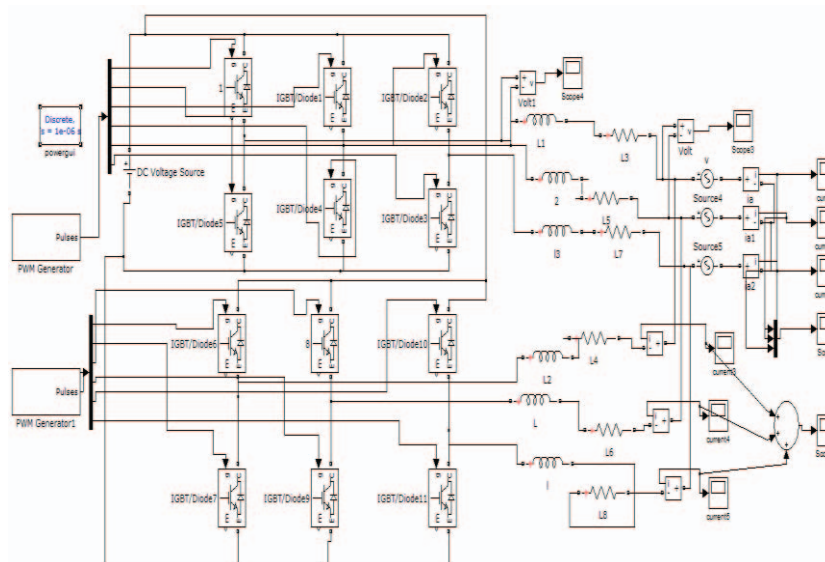 Discrete,
s = 1e-06 s
powergui
DC Voltage Source
Pulses
PWM Generator
1
IGBT/Diode1
IGBT/Diode2
IGBT/Diode5
IGBT/Diode4
IGBT/Diode3
Volt1
Scope4
L1
L3
Volt
Scope3
v
2
L5
Source4
ia
l3
L7
Source5
ia1
ia2
Pulses
PWM Generator1
IGBT/Diode6
8
IGBT/Diode10
IGBT/Diode7
IGBT/Diode9
IGBT/Diode11
L2
L4
current3
L
L6
current4
l
L8
current5